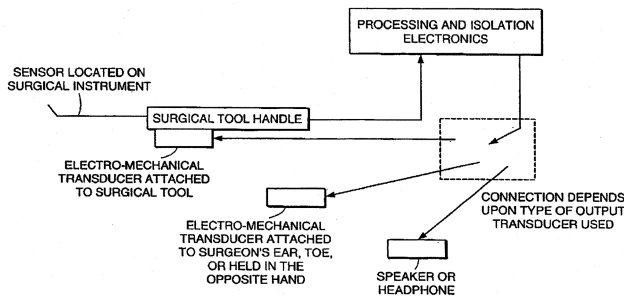 PROCESSING AND ISOLATION
ELECTRONICS
SENSOR LOCATED ON
SURGICAL INSTRUMENT
SURGICAL TOOL HANDLE
ELECTRO-MECHANICAL
TRANSDUCER ATTACHED
TO SURGICAL TOOL
ELECTRO-MECHANICAL
TRANSDUCER ATTACHED
TO SURGEON'S EAR, TOE,
OR HELD IN THE
OPPOSITE HAND
CONNECTION DEPENDS
UPON TYPE OF OUTPUT
TRANSDUCER USED
SPEAKER OR
HEADPHONE